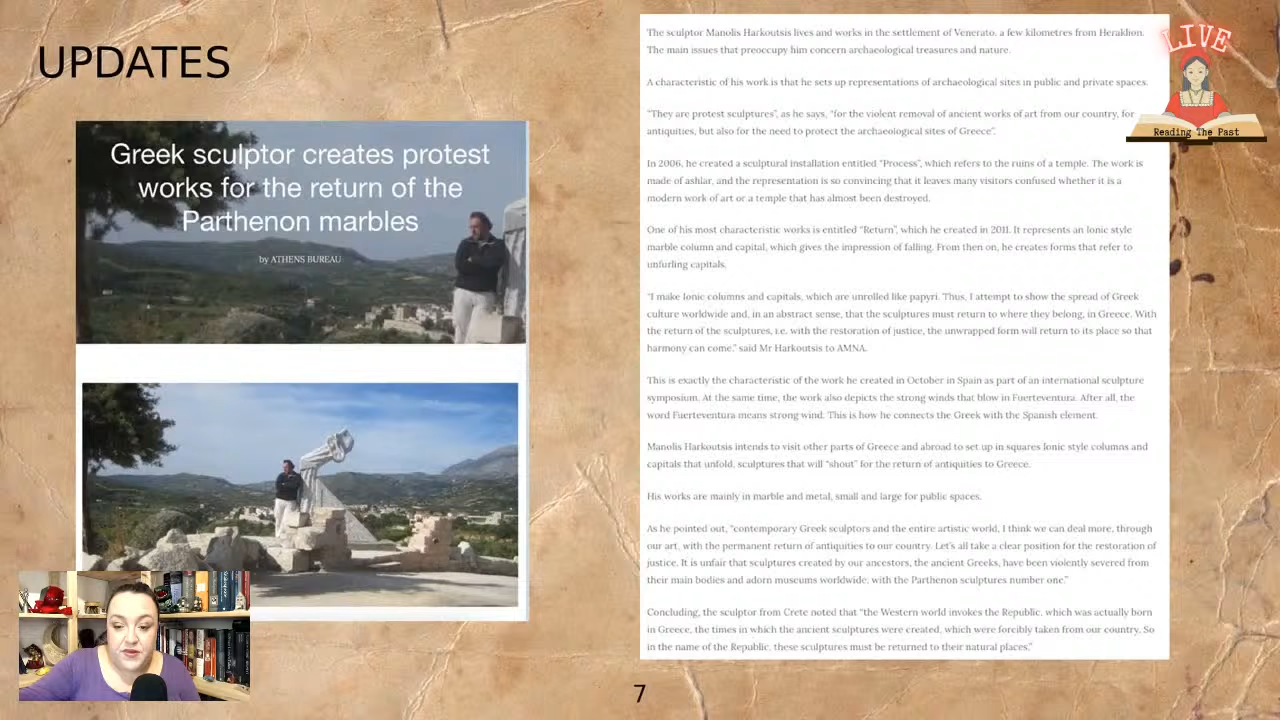 UPDATES
Greek sculptor creates protest
works for the return of the
Parthenon marbles
by ATHENS BUREAU
The sculptor Manolis Harkoutsis lives and works in the settlement of Venerato, a few kilometres from Heraklion.
The main issues that preoccupy him concern archaeological treasures and nature.
A characteristic of his work is that he sets up representations of archaeological sites in public and private spaces.
"They are protest sculptures", as he says, "for the violent removal of ancient works of art from our country, for
antiquities, but also for the need to protect the archaeological sites of Greece".
In 2006, he created a sculptural installation entitled "Process", which refers to the ruins of a temple. The work is
made of ashlar, and the representation is so convincing that it leaves many visitors confused whether it is a
modern work of art or a temple that has almost been destroyed.
One of his most characteristic works is entitled "Return", which he created in 2011. It represents an Ionic style
marble column and capital, which gives the impression of falling. From then on, he creates forms that refer to
unfurling capitals.
"I make Ionic columns and capitals, which are unrolled like papyri. Thus, I attempt to show the spread of Greek
culture worldwide and, in an abstract sense, that the sculptures must return to where they belong, in Greece. With
the return of the sculptures, i.e. with the restoration of justice, the unwrapped form will return to its place so that
harmony can come." said Mr Harkoutsis to AMNA.
This is exactly the characteristic of the work he created in October in Spain as part of an international sculpture
symposium. At the same time, the work also depicts the strong winds that blow in Fuerteventura. After all, the
word Fuerteventura means strong wind. This is how he connects the Greek with the Spanish element.
Manolis Harkoutsis intends to visit other parts of Greece and abroad to set up in squares Ionic style columns and
capitals that unfold, sculptures that will "shout" for the return of antiquities to Greece.
His works are mainly in marble and metal, small and large for public spaces.
As he pointed out, "contemporary Greek sculptors and the entire artistic world, I think we can deal more, through
our art, with the permanent return of antiquities to our country. Let's all take a clear position for the restoration of
justice. It is unfair that sculptures created by our ancestors, the ancient Greeks, have been violently severed from
their main bodies and adorn museums worldwide, with the Parthenon sculptures number one."
Concluding, the sculptor from Crete noted that "the Western world invokes the Republic, which was actually born
in Greece, the times in which the ancient sculptures were created, which were forcibly taken from our country. So
in the name of the Republic, these sculptures must be returned to their natural places."
LIVE
Reading The Past
7